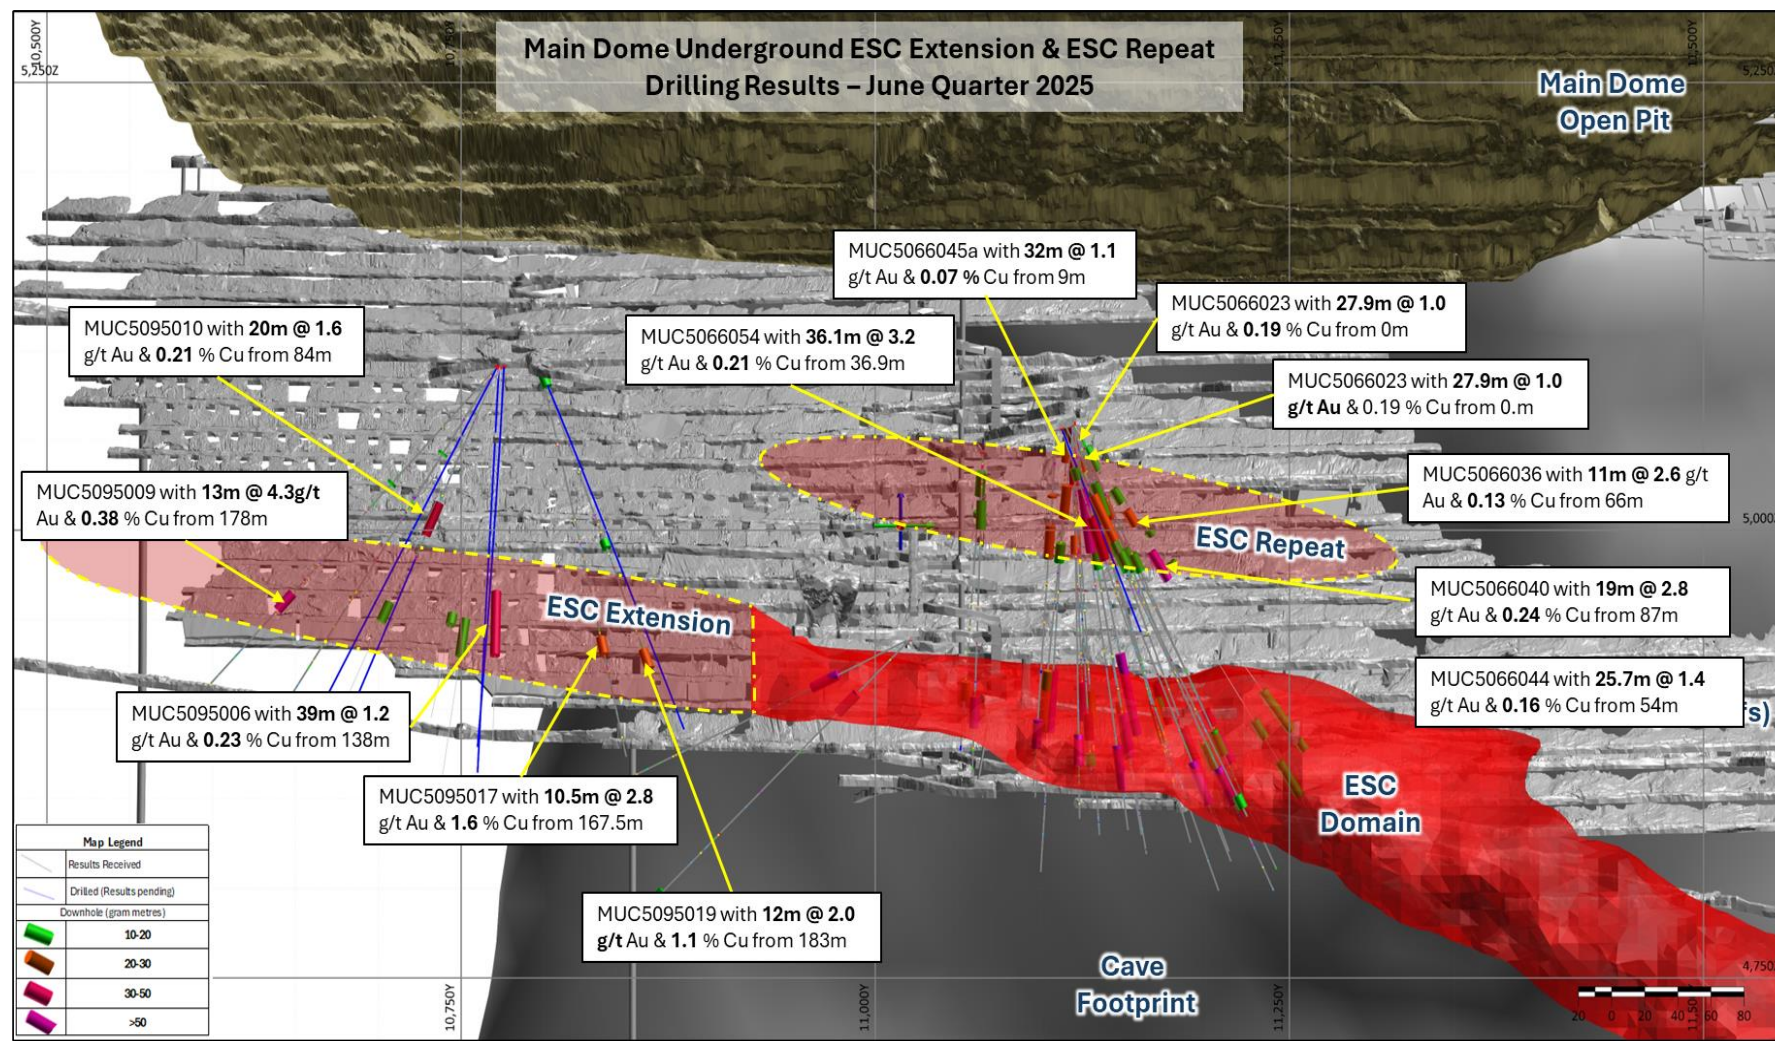 Main Dome Underground ESC Extension & ESC Repeat
Drilling Results – June Quarter 2025
10,500Y
5,250Z
11,250Y
11,500Y
5,250
Main Dome
Open Pit
MUC5066045a with 32m @ 1.1
g/t Au & 0.07 % Cu from 9m
MUC5066023 with 27.9m @ 1.0
g/t Au & 0.19 % Cu from 0m
MUC5095010 with 20m @ 1.6
g/t Au & 0.21 % Cu from 84m
MUC5066054 with 36.1m @ 3.2
g/t Au & 0.21 % Cu from 36.9m
MUC5066023 with 27.9m @ 1.0
g/t Au & 0.19 % Cu from 0.m
MUC5066036 with 11m @ 2.6 g/t
Au & 0.13 % Cu from 66m
MUC5095009 with 13m @ 4.3g/t
Au & 0.38 % Cu from 178m
5,000
ESC Repeat
MUC5066040 with 19m @ 2.8
g/t Au & 0.24 % Cu from 87m
ESC Extension
MUC5066044 with 25.7m @ 1.4
g/t Au & 0.16 % Cu from 54m
s)
MUC5095006 with 39m @ 1.2
g/t Au & 0.23 % Cu from 138m
MUC5095017 with 10.5m @ 2.8
g/t Au & 1.6 % Cu from 167.5m
ESC
Domain
MUC5095019 with 12m @ 2.0
g/t Au & 1.1 % Cu from 183m
Cave
Footprint
4,750
10,750Y
11,000Y
11,250Y
11,500Y
20 0 20 40 60 80
Map Legend
Results Received
Drilled (Results pending)
Downhole (gram metres)
10-20
20-30
30-50
>50